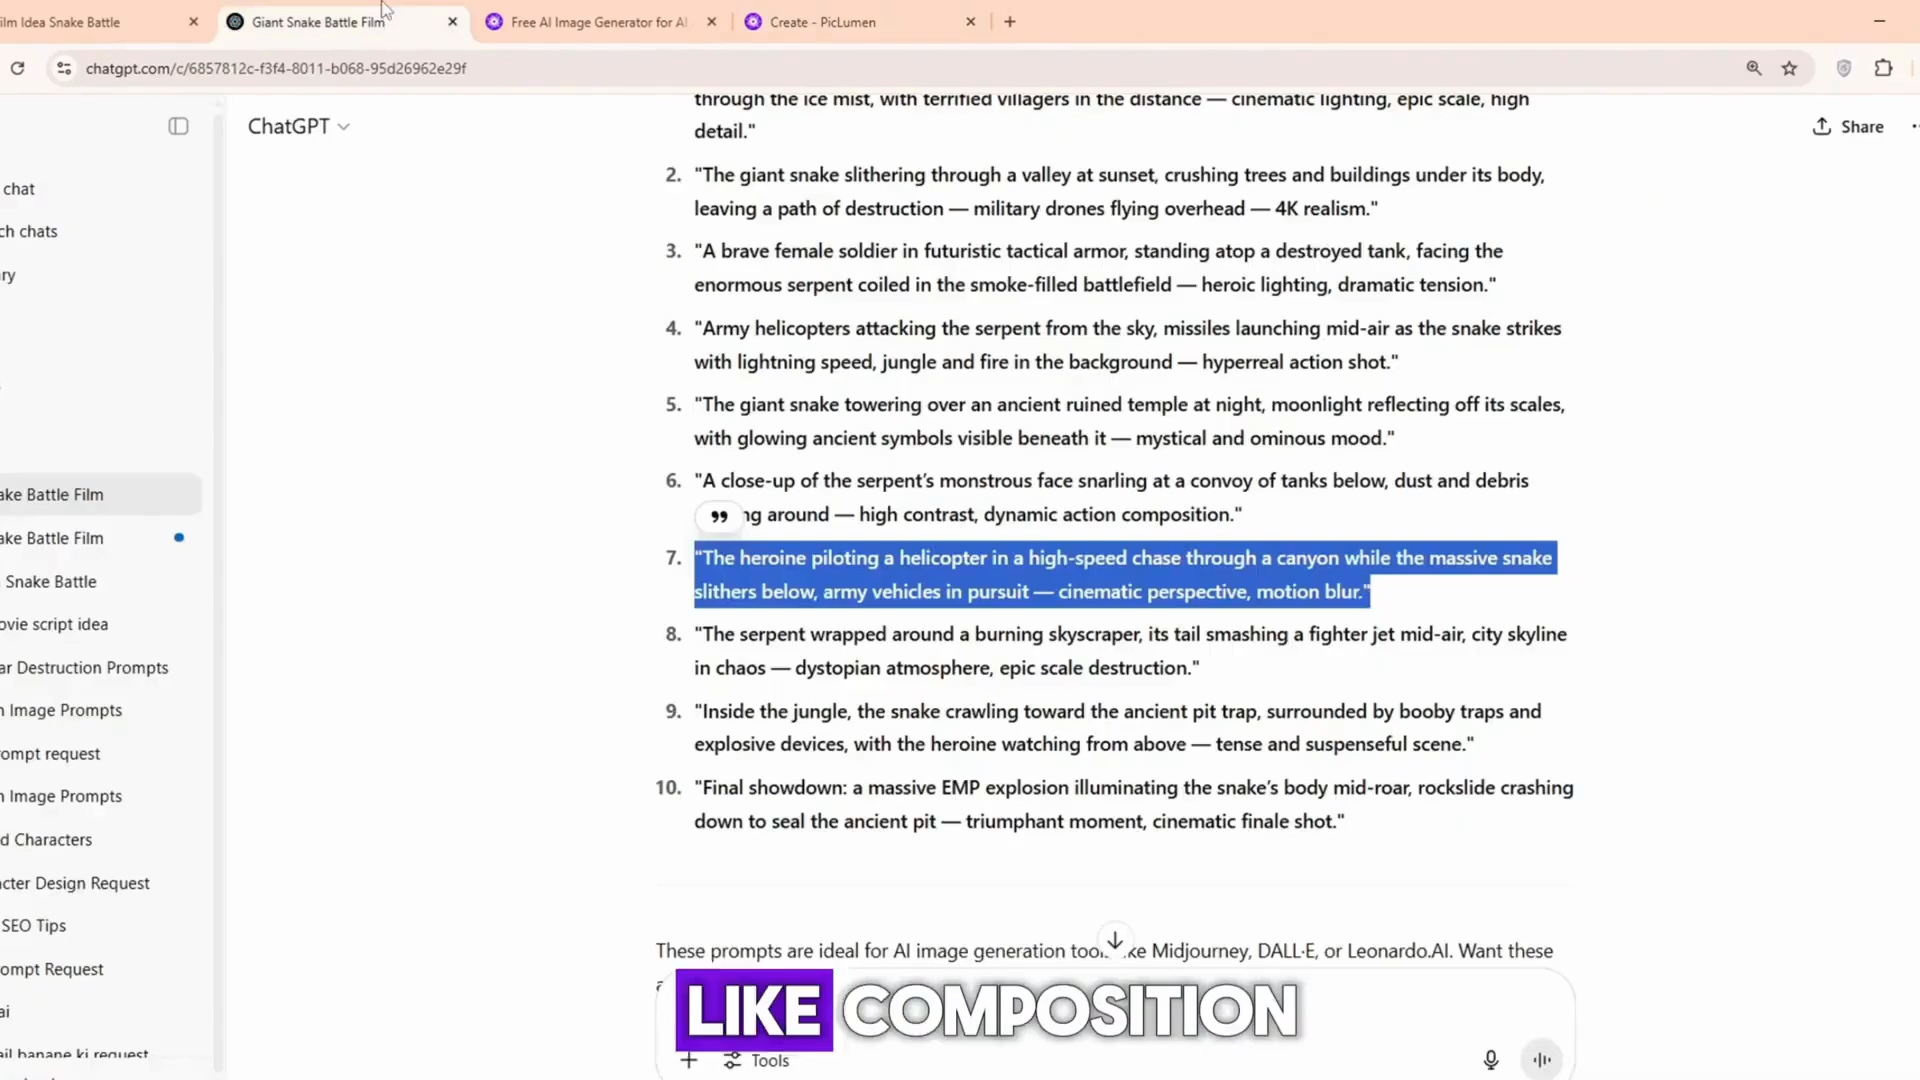 ilm Idea Snake Battle
Giant Snake Battle Film
Free AI Image Generator for AI
Create - PicLumen
chatgpt.com/c/6857812c-f3f4-8011-b068-95d26962e29f
ChatGPT
Share
chat
ch chats
ary
ake Battle Film
ake Battle Film
Snake Battle
ovie script idea
ar Destruction Prompts
n Image Prompts
ompt request
n Image Prompts
d Characters
cter Design Request
SEO Tips
ompt Request
ai
ail banane ki request
through the ice mist, with terrified villagers in the distance — cinematic lighting, epic scale, high
detail."
2. "The giant snake slithering through a valley at sunset, crushing trees and buildings under its body,
leaving a path of destruction — military drones flying overhead — 4K realism."
3. "A brave female soldier in futuristic tactical armor, standing atop a destroyed tank, facing the
enormous serpent coiled in the smoke-filled battlefield — heroic lighting, dramatic tension."
4. "Army helicopters attacking the serpent from the sky, missiles launching mid-air as the snake strikes
with lightning speed, jungle and fire in the background — hyperreal action shot."
5. "The giant snake towering over an ancient ruined temple at night, moonlight reflecting off its scales,
with glowing ancient symbols visible beneath it — mystical and ominous mood."
6. "A close-up of the serpent's monstrous face snarling at a convoy of tanks below, dust and debris
ng around — high contrast, dynamic action composition."
7. "The heroine piloting a helicopter in a high-speed chase through a canyon while the massive snake
slithers below, army vehicles in pursuit — cinematic perspective, motion blur."
8. "The serpent wrapped around a burning skyscraper, its tail smashing a fighter jet mid-air, city skyline
in chaos — dystopian atmosphere, epic scale destruction."
9. "Inside the jungle, the snake crawling toward the ancient pit trap, surrounded by booby traps and
explosive devices, with the heroine watching from above — tense and suspenseful scene."
10. "Final showdown: a massive EMP explosion illuminating the snake's body mid-roar, rockslide crashing
down to seal the ancient pit — triumphant moment, cinematic finale shot."
These prompts are ideal for AI image generation too ke Midjourney, DALL·E, or Leonardo.AI. Want these
LIKE COMPOSITION
Tools